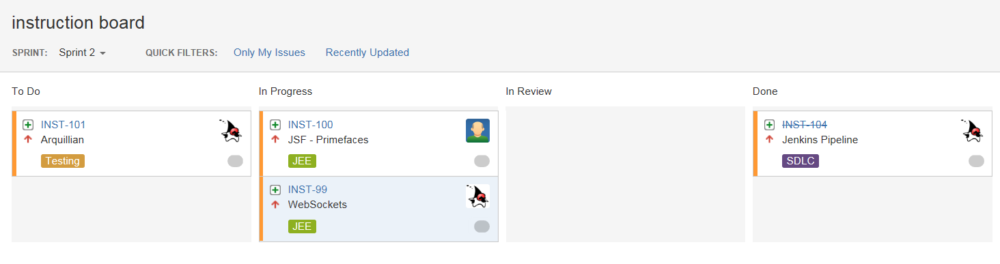 instruction board
SPRINT: Sprint 2 QUICK FILTERS: Only My Issues Recently Updated
To Do
INST-101
Arquillian
Testing
In Progress
INST-100
JSF - Primefaces
JEE
INST-99
WebSockets
JEE
In Review
Done
INST-104
Jenkins Pipeline
SDLC